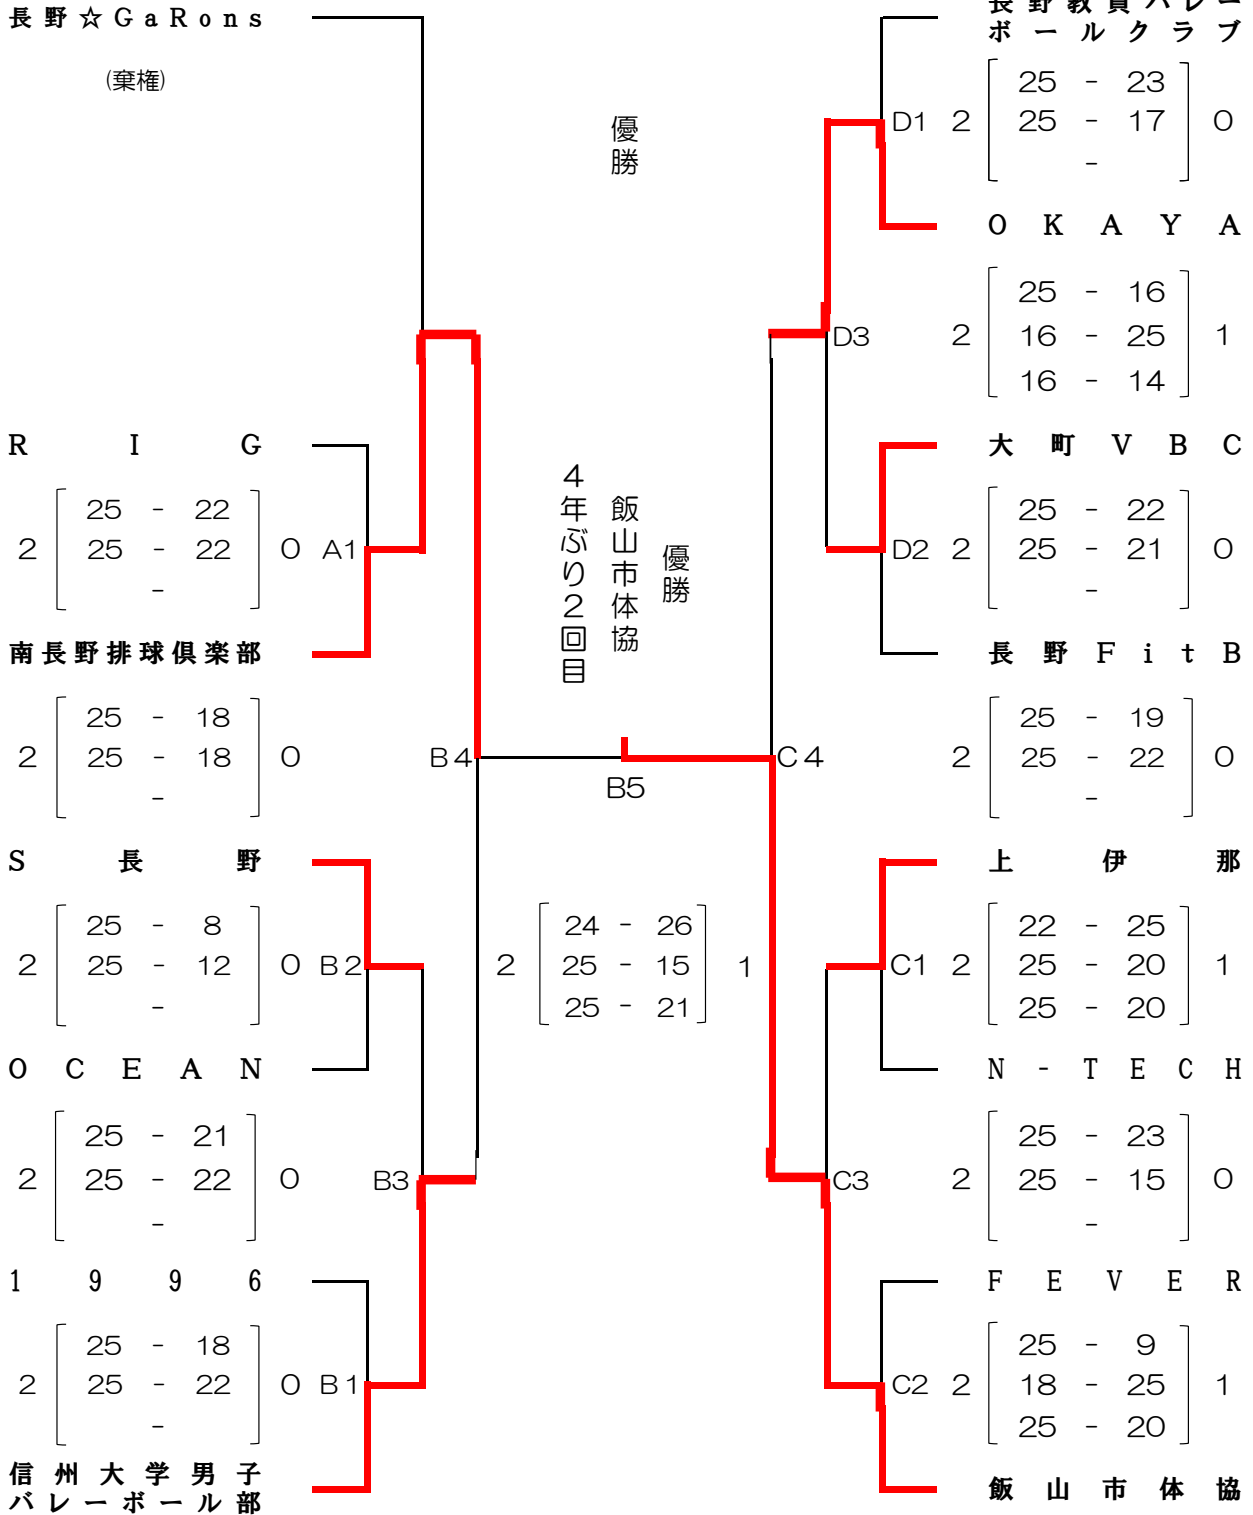 長野☆GaRons
(棄権)
RIG
25 - 22
2 25 - 22 0 A1
-
南長野排球倶楽部
25 - 18
2 25 - 18 0
-
B4
S長野
25 - 8
2 25 - 12 0 B2
-
OCEAN
25 - 21
2 25 - 22 0
-
B3
1996
25 - 18
2 25 - 22 0 B1
-
信州大学男子
バレーボール部
優勝
優勝
飯山市体協
4年ぶり2回目
B5
24 - 26
2 25 - 15 1
25 - 21
長野教員バレー
ボールクラブ
25 - 23
D1 2 25 - 17 0
-
OKAYA
25 - 16
D3 2 16 - 25 1
16 - 14
大町VBC
25 - 22
D2 2 25 - 21 0
-
長野FitB
25 - 19
C4 2 25 - 22 0
-
上伊那
22 - 25
C1 2 25 - 20 1
25 - 20
N-TECH
25 - 23
C3 2 25 - 15 0
-
FEVER
25 - 9
C2 2 18 - 25 1
25 - 20
飯山市体協